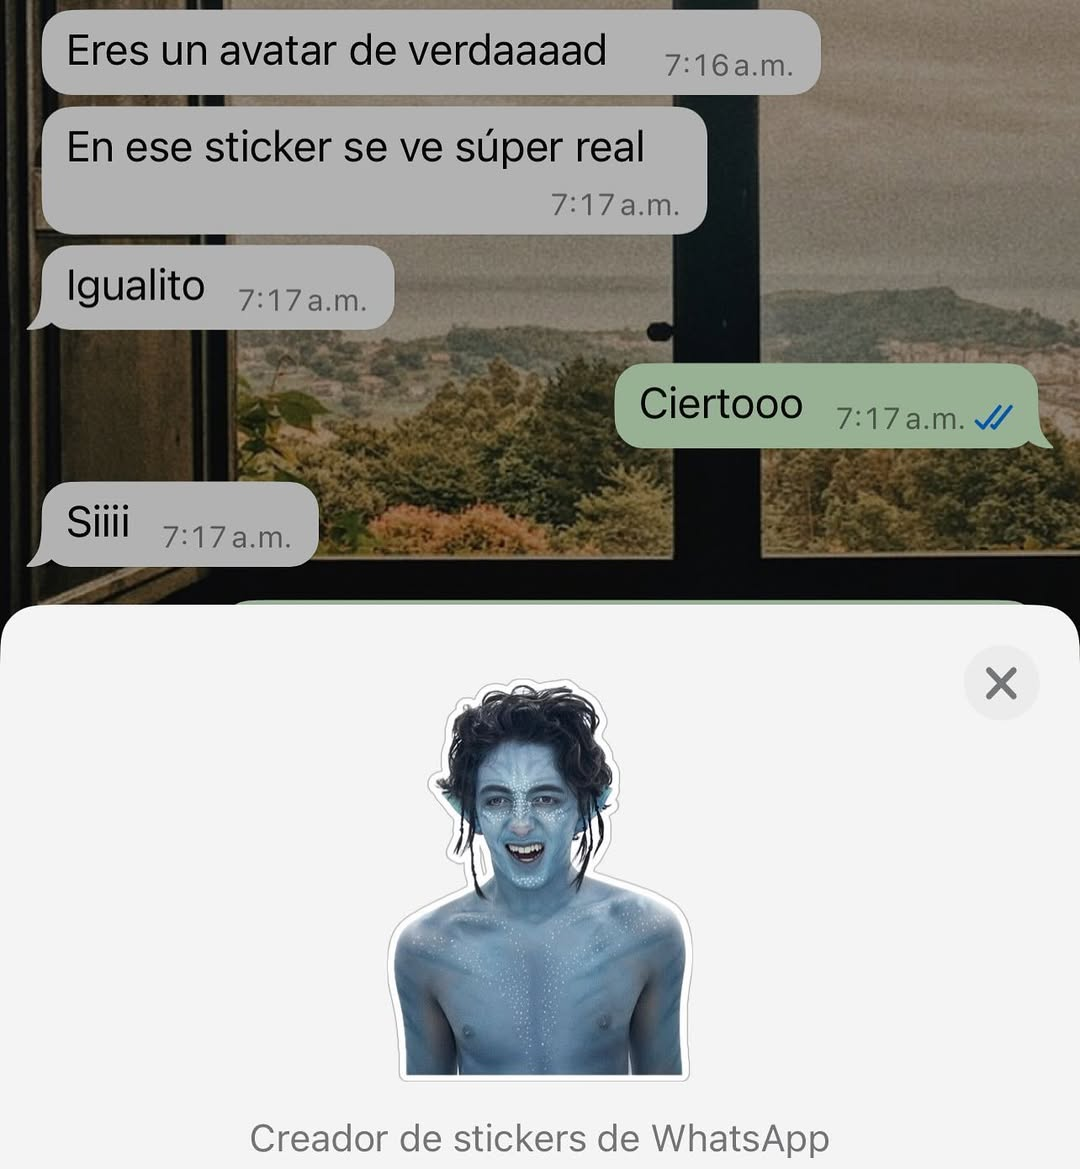 Eres un avatar de verdaaaad 7:16 a.m.
En ese sticker se ve súper real
7:17 a.m.
Igualito 7:17 a.m.
Ciertooo 7:17 a.m.
Siiii 7:17 a.m.
Creador de stickers de WhatsApp